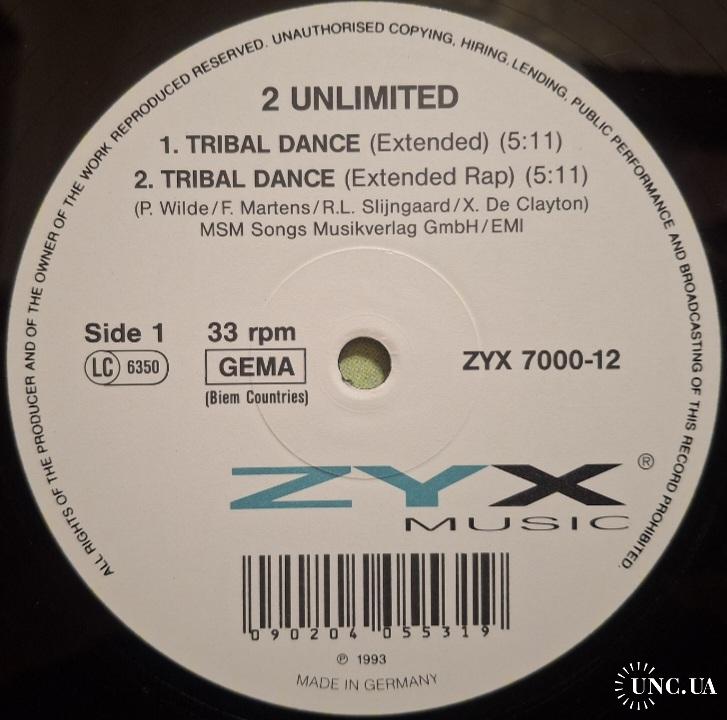 ALL RIGHTS OF THE PRODUCER AND OF THE OWNER OF THE WORK REPRODUCED RESERVED. UNAUTHORISED COPYING, HIRING, LENDING, PUBLIC PERFORMANCE AND BROADCASTING OF THIS RECORD PROHIBITED.
2 UNLIMITED
1. TRIBAL DANCE (Extended) (5:11)
2. TRIBAL DANCE (Extended Rap) (5:11)
(P. Wilde/F. Martens/R.L. Slijngaard/X. De Clayton)
MSM Songs Musikverlag GmbH/EMI
Side 1 33 rpm
LC 6350 GEMA ZYX 7000-12
(Biem Countries)
ZYX ®
MUSIC
090204 055319
℗ 1993
MADE IN GERMANY
UNC.UA